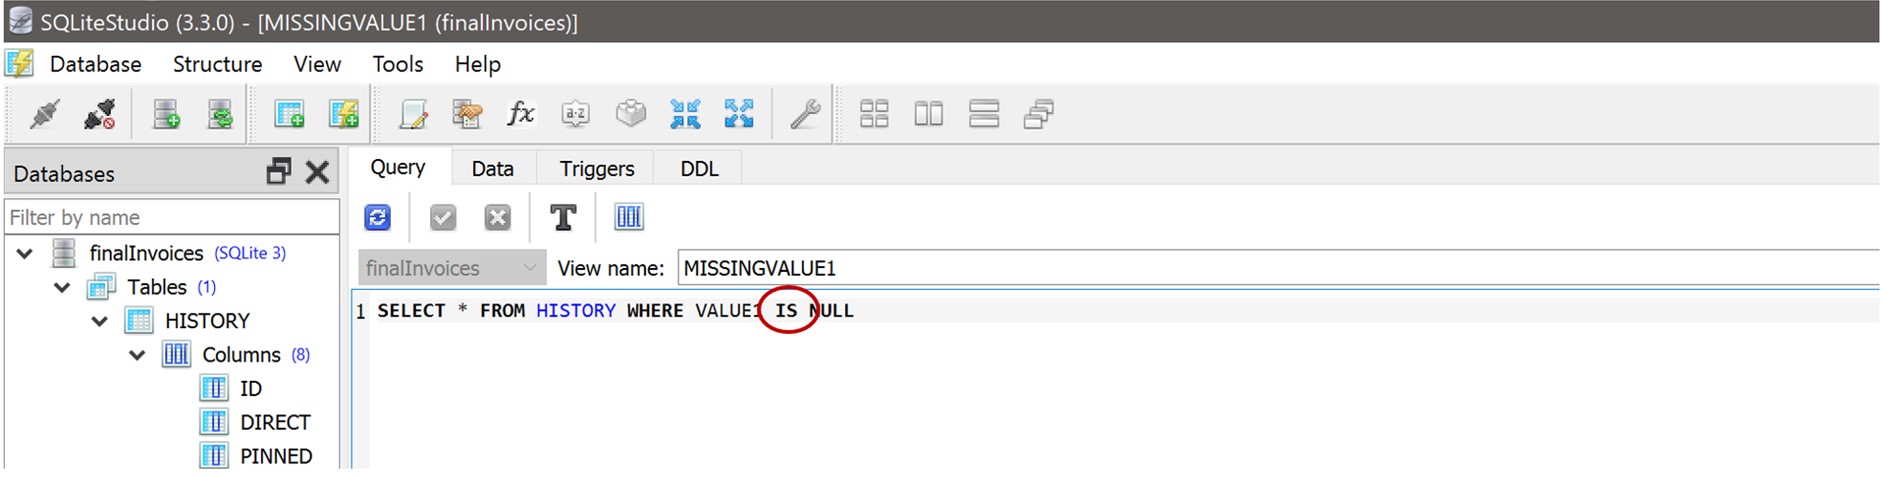 SQLiteStudio (3.3.0) - [MISSINGVALUE1 (finalInvoices)]
Database Structure View Tools Help
fx a-z
Databases
Filter by name
finalInvoices (SQLite 3)
Tables (1)
HISTORY
Columns (8)
ID
DIRECT
PINNED
Query Data Triggers DDL
T
finalInvoices View name: MISSINGVALUE1
1 SELECT * FROM HISTORY WHERE VALUE1 IS NULL